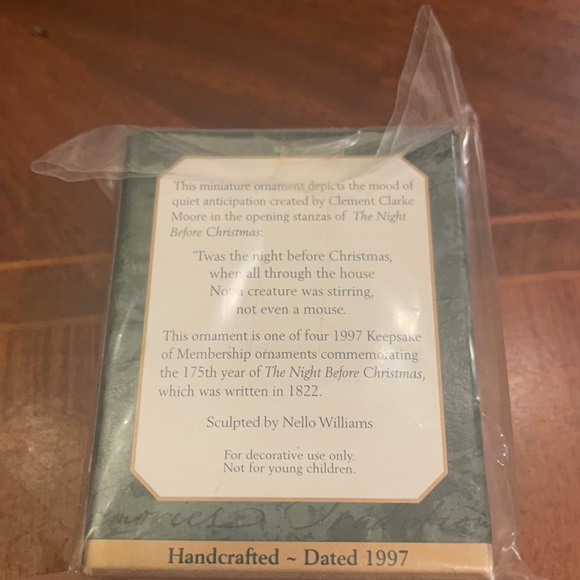 This miniature ornament depicts the mood of
quiet anticipation created by Clement Clarke
Moore in the opening stanzas of The Night
Before Christmas:
'Twas the night before Christmas,
when all through the house
Not a creature was stirring,
not even a mouse.
This ornament is one of four 1997 Keepsake
of Membership ornaments commemorating
the 175th year of The Night Before Christmas,
which was written in 1822.
Sculpted by Nello Williams
For decorative use only.
Not for young children.
Handcrafted ~ Dated 1997